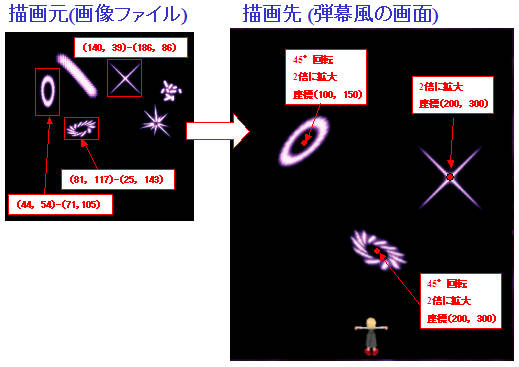 描画元(画像ファイル)
(140, 39)-(186, 86)
(81, 117)-(25, 143)
(44, 54)-(71,105)
描画先 (弾幕風の画面)
45°回転
2倍に拡大
座標(100, 150)
2倍に拡大
座標(200, 300)
45°回転
2倍に拡大
座標(200, 300)